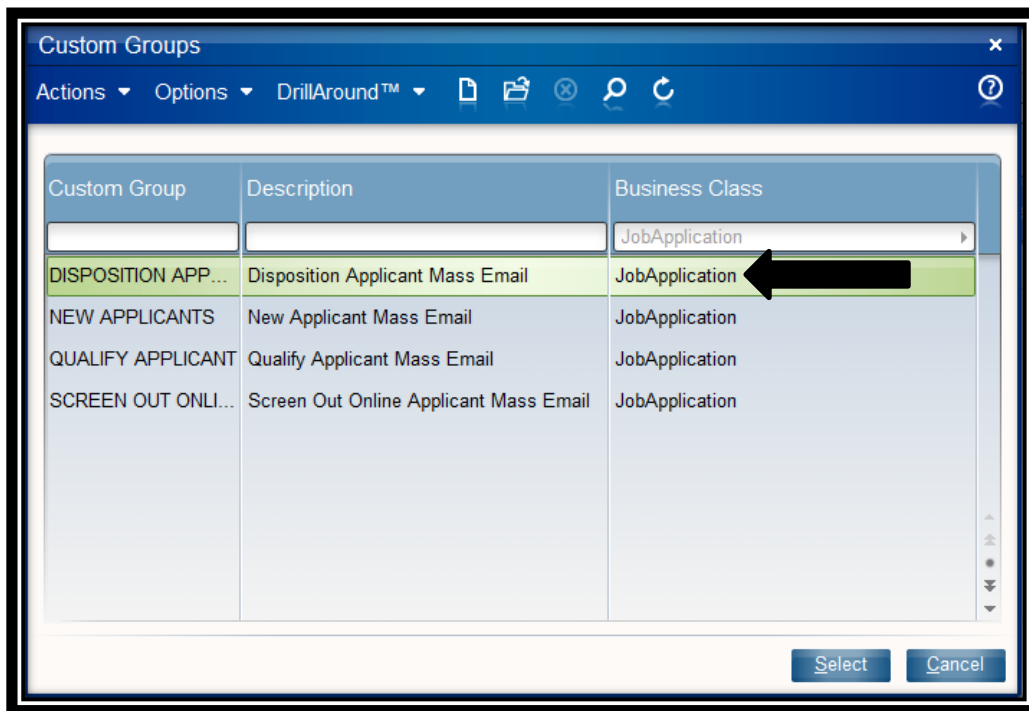 Custom Groups
Actions Options DrillAround™
Custom Group Description Business Class
JobApplication
DISPOSITION APP... Disposition Applicant Mass Email JobApplication
NEW APPLICANTS New Applicant Mass Email JobApplication
QUALIFY APPLICANT Qualify Applicant Mass Email JobApplication
SCREEN OUT ONLI... Screen Out Online Applicant Mass Email JobApplication
Select Cancel